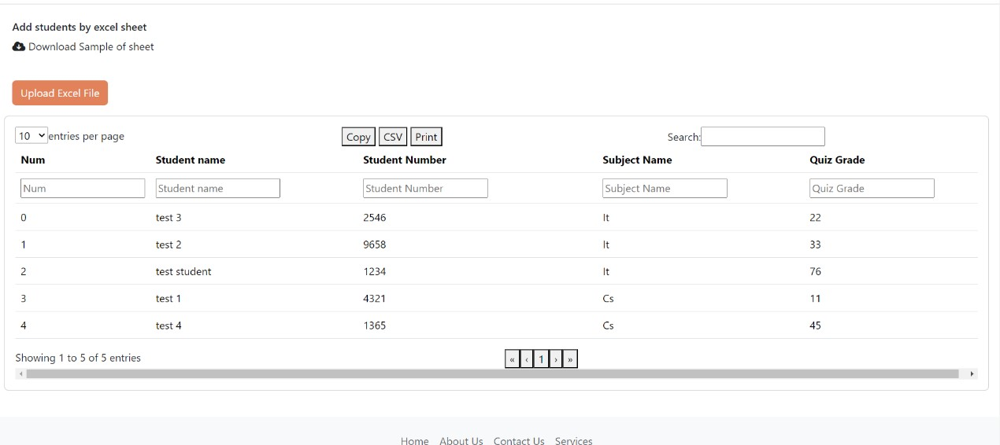 Add students by excel sheet
Download Sample of sheet
Upload Excel File
10 entries per page Copy CSV Print Search:
Num Student name Student Number Subject Name Quiz Grade
Num Student name Student Number Subject Name Quiz Grade
0 test 3 2546 It 22
1 test 2 9658 It 33
2 test student 1234 It 76
3 test 1 4321 Cs 11
4 test 4 1365 Cs 45
Showing 1 to 5 of 5 entries « ‹ 1 › »
Home About Us Contact Us Services